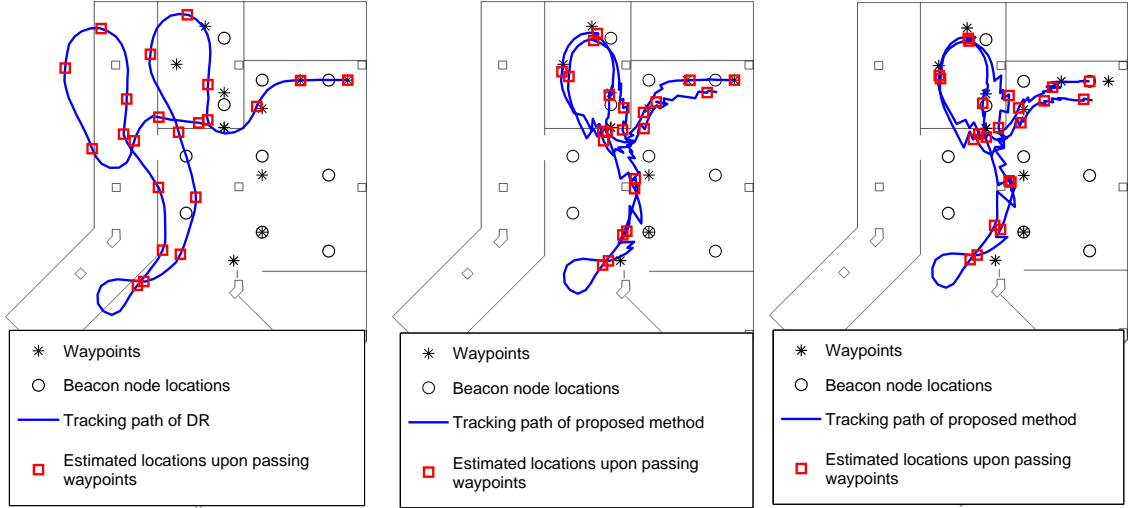 Waypoints
Beacon node locations
Tracking path of DR
Estimated locations upon passing
waypoints
Waypoints
Beacon node locations
Tracking path of proposed method
Estimated locations upon passing
waypoints
Waypoints
Beacon node locations
Tracking path of proposed method
Estimated locations upon passing
waypoints